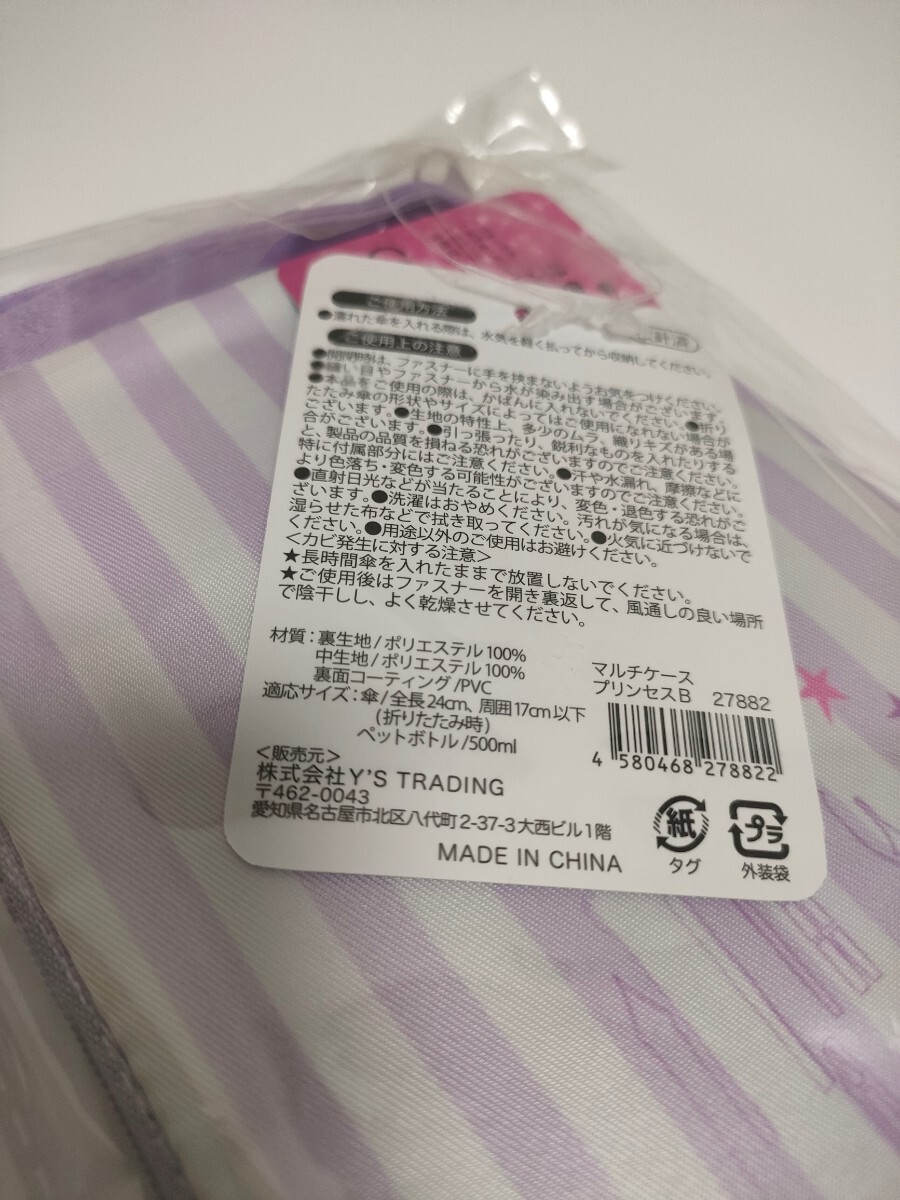 ご使用方法
●濡れた傘を入れる際は、水気を軽く払ってから収納してください。
ご使用上の注意
●開閉時は、ファスナーに手を挟まないようお気をつけください。
●縫い目やファスナーから水が染み出す場合がございます。
●本品をご使用の際は、かばんに入れないでください。●折り
たたみ傘の形状やサイズによってはご使用になれない場合が
ございます。●生地の特性上、多少のムラ、織りキズがある場
合がございます。●引っ張ったり、鋭利なものを入れたりする
と、製品の品質を損ねる恐れがございますのでご注意ください。
特に付属部分にはご注意ください。●汗や水漏れ、摩擦などに
より色落ち・変色する可能性がございますのでご注意ください。
●直射日光などが当たることにより、変色・退色する恐れがご
ざいます。●洗濯はおやめください。汚れが気になる場合は、
湿らせた布などで拭き取ってください。●火気に近づけないで
ください。●用途以外のご使用はお避けください。
<カビ発生に対する注意>
★長時間傘を入れたままで放置しないでください。
★ご使用後はファスナーを開き裏返して、風通しの良い場所
で陰干しし、よく乾燥させてください。
材質：裏生地/ポリエステル100%
中生地/ポリエステル100%
裏面コーティング/PVC
適応サイズ：傘/全長24cm、周囲17cm以下
(折りたたみ時)
ペットボトル/500ml
マルチケース
プリンセスB 27882
4 580468 278822
<販売元>
株式会社Y'S TRADING
〒462-0043
愛知県名古屋市北区八代町2-37-3大西ビル1階
MADE IN CHINA
紙
タグ
プラ
外装袋